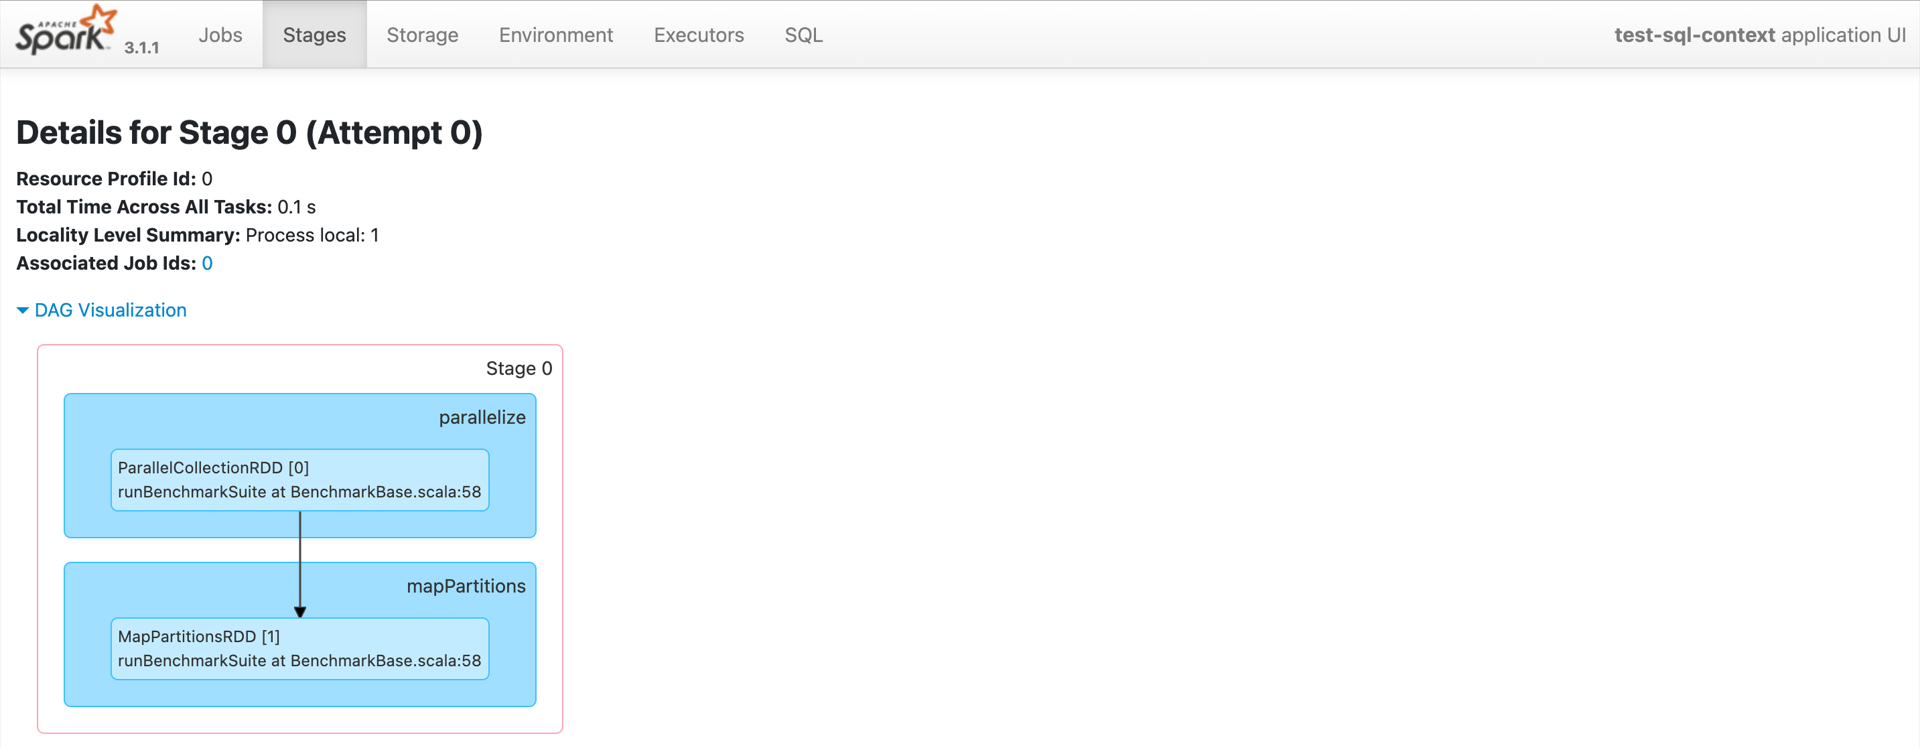 APACHE
Spark 3.1.1 Jobs Stages Storage Environment Executors SQL test-sql-context application UI
Details for Stage 0 (Attempt 0)
Resource Profile Id: 0
Total Time Across All Tasks: 0.1 s
Locality Level Summary: Process local: 1
Associated Job Ids: 0
DAG Visualization
Stage 0
parallelize
ParallelCollectionRDD [0]
runBenchmarkSuite at BenchmarkBase.scala:58
mapPartitions
MapPartitionsRDD [1]
runBenchmarkSuite at BenchmarkBase.scala:58